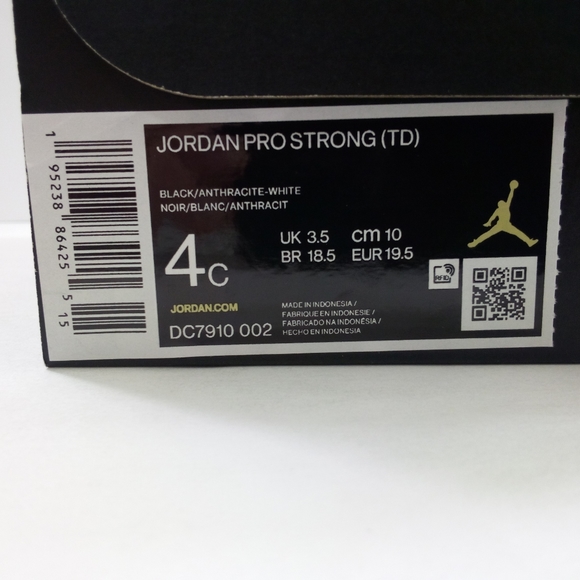 1 95238 86425 5 15
JORDAN PRO STRONG (TD)
BLACK/ANTHRACITE-WHITE
NOIR/BLANC/ANTHRACIT
4C
UK 3.5 cm 10
BR 18.5 EUR 19.5
RFID
JORDAN.COM
DC7910 002
MADE IN INDONESIA /
FABRIQUE EN INDONESIE /
FABRICADO NA INDONÉSIA /
HECHO EN INDONESIA